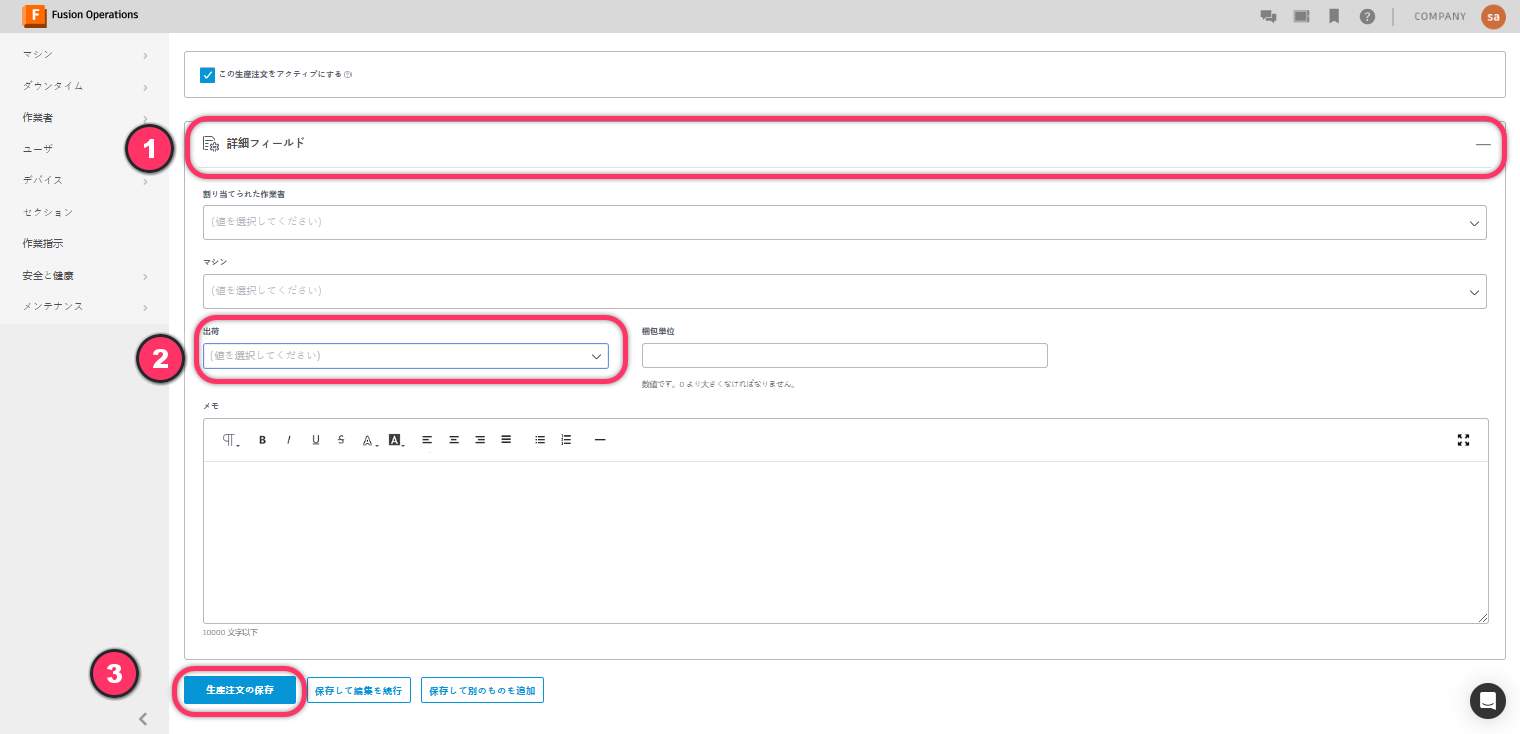 F Fusion Operations
? COMPANY sa
マシン
ダウンタイム
作業者
ユーザ
デバイス
セクション
作業指示
安全と健康
メンテナンス
この生産注文をアクティブにする ?
1
詳細フィールド
割り当てられた作業者
(値を選択してください)
マシン
(値を選択してください)
2
出荷
(値を選択してください)
梱包単位
数値です。0 より大きくなければなりません。
メモ
B I U S A A
10000 文字以下
3
生産注文の保存 保存して編集を続行 保存して別のものを追加